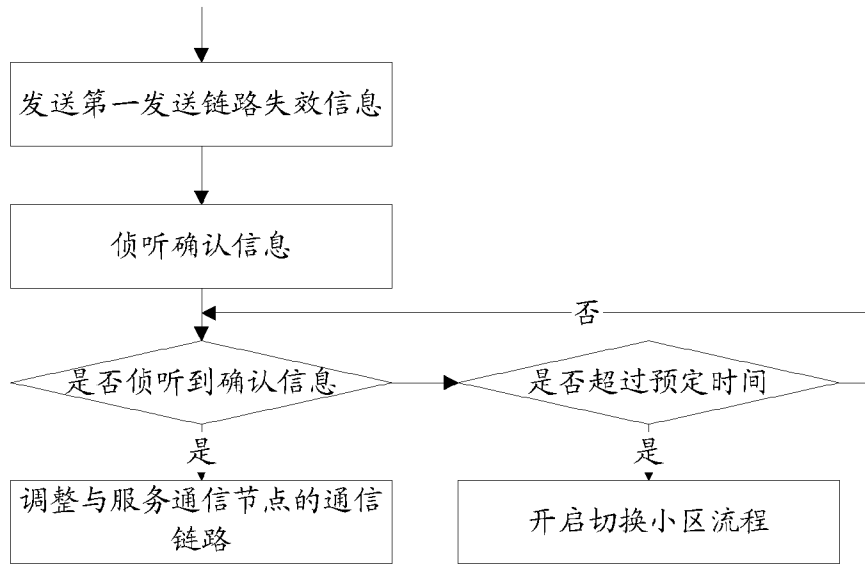 发送第一发送链路失效信息
侦听确认信息
否
是否侦听到确认信息
是否超过预定时间
是
是
调整与服务通信节点的通信
链路
开启切换小区流程